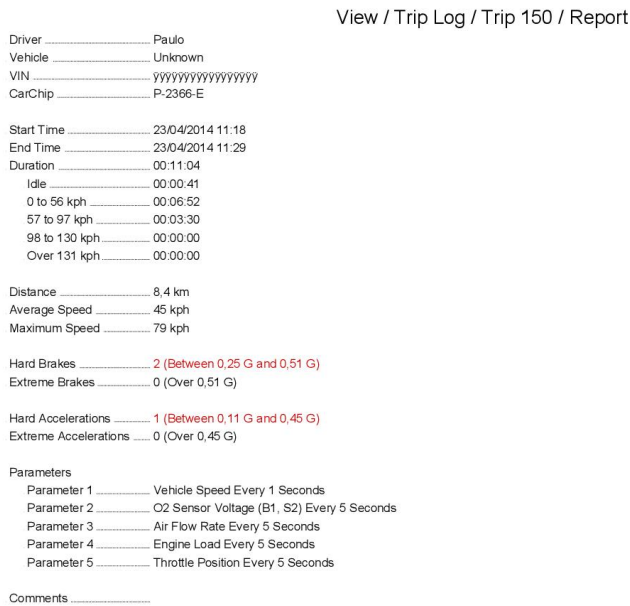 View / Trip Log / Trip 150 / Report
Driver Paulo
Vehicle Unknown
VIN ÿÿÿÿÿÿÿÿÿÿÿÿÿÿÿÿÿ
CarChip P-2366-E
Start Time 23/04/2014 11:18
End Time 23/04/2014 11:29
Duration 00:11:04
Idle 00:00:41
0 to 56 kph 00:06:52
57 to 97 kph 00:03:30
98 to 130 kph 00:00:00
Over 131 kph 00:00:00
Distance 8,4 km
Average Speed 45 kph
Maximum Speed 79 kph
Hard Brakes 2 (Between 0,25 G and 0,51 G)
Extreme Brakes 0 (Over 0,51 G)
Hard Accelerations 1 (Between 0,11 G and 0,45 G)
Extreme Accelerations 0 (Over 0,45 G)
Parameters
Parameter 1 Vehicle Speed Every 1 Seconds
Parameter 2 O2 Sensor Voltage (B1, S2) Every 5 Seconds
Parameter 3 Air Flow Rate Every 5 Seconds
Parameter 4 Engine Load Every 5 Seconds
Parameter 5 Throttle Position Every 5 Seconds
Comments